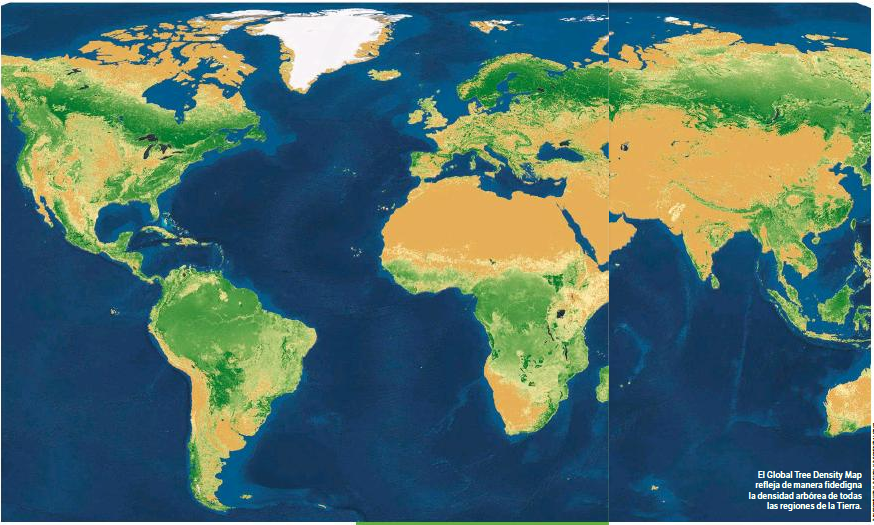 El Global Tree Density Map
refleja de manera fidedigna
la densidad arbórea de todas
las regiones de la Tierra.